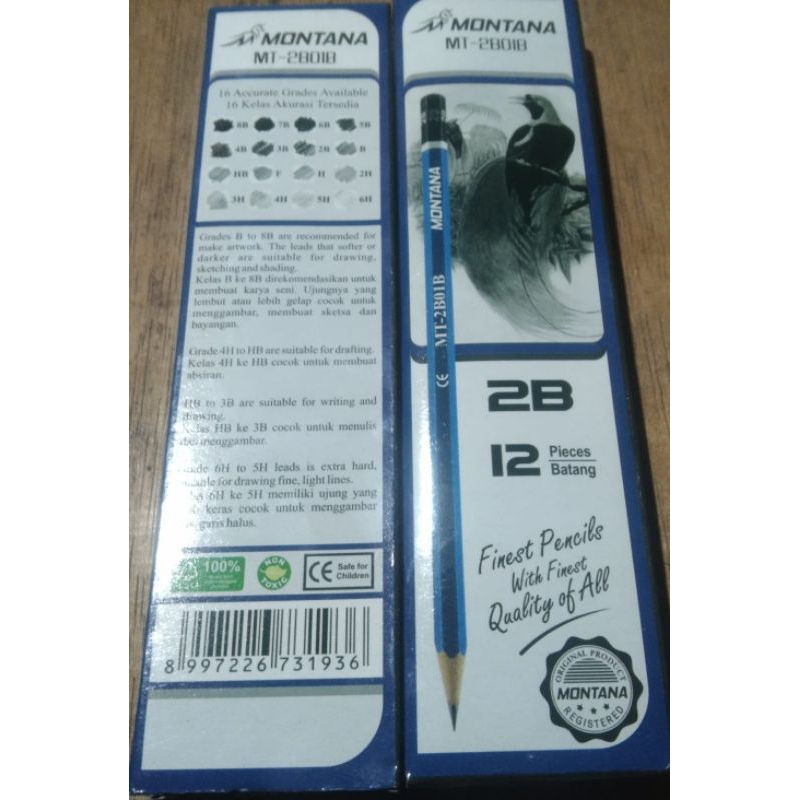 MONTANA
MT-2B01B
16 Accurate Grades Available
16 Kelas Akurasi Tersedia
8B 7B 6B 5B
4B 3B 2B B
HB F H 2H
3H 4H 5H 6H
Grades B to 8B are recommended for
make artwork. The leads that softer or
darker are suitable for drawing,
sketching and shading.
Kelas B ke 8B direkomendasikan untuk
membuat karya seni. Ujungnya yang
lembut atau lebih gelap cocok untuk
menggambar, membuat sketsa dan
bayangan.
Grade 4H to HB are suitable for drafting.
Kelas 4H ke HB cocok untuk membuat
HB to 3B are suitable for writing and
drawing.
Kelas HB ke 3B cocok untuk menulis
menggambar.
6H to 5H leads is extra hard,
for drawing fine, light lines.
6H ke 5H memiliki ujung yang
keras cocok untuk menggambar
garis halus.
100%
NON
TOXIC
CE Safe for
Children
8 997226 731936
MONTANA
MT-2B01B
MONTANA
MT-2B01B
CE
2B
12 Pieces
Batang
Finest Pencils
With Finest
Quality of All
ORIGINAL PRODUCT
MONTANA
REGISTERED